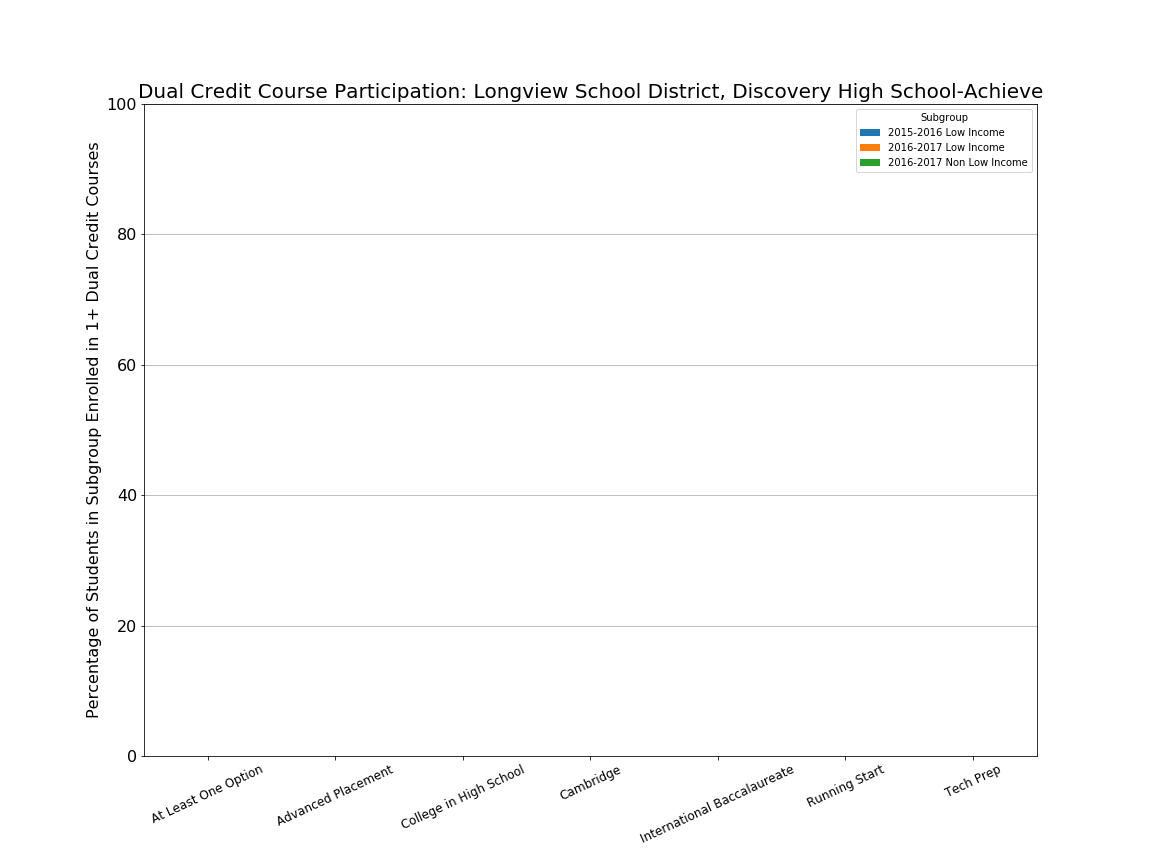 Dual Credit Course Participation: Longview School District, Discovery High School-Achieve
Subgroup
2015-2016 Low Income
2016-2017 Low Income
2016-2017 Non Low Income
Percentage of Students in Subgroup Enrolled in 1+ Dual Credit Courses
100
80
60
40
20
0
At Least One Option
Advanced Placement
College in High School
Cambridge
International Baccalaureate
Running Start
Tech Prep